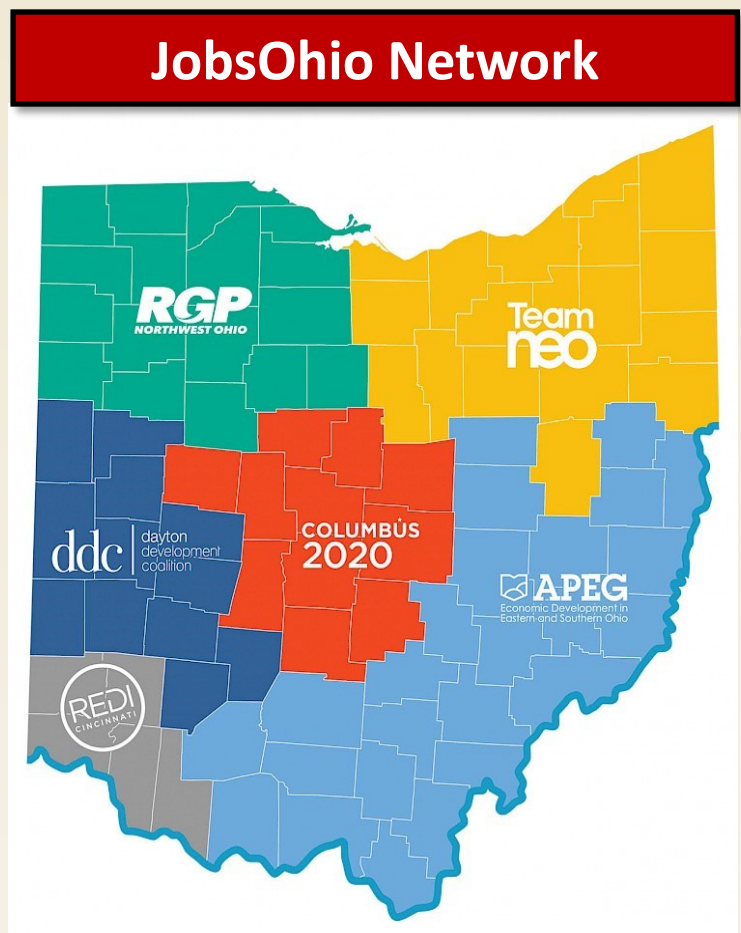 JobsOhio Network
RGP
NORTHWEST OHIO
Team
neo
COLUMBUS
2020
ddc
dayton
development
coalition
APEG
Economic Development in
Eastern and Southern Ohio
REDI
CINCINNATI